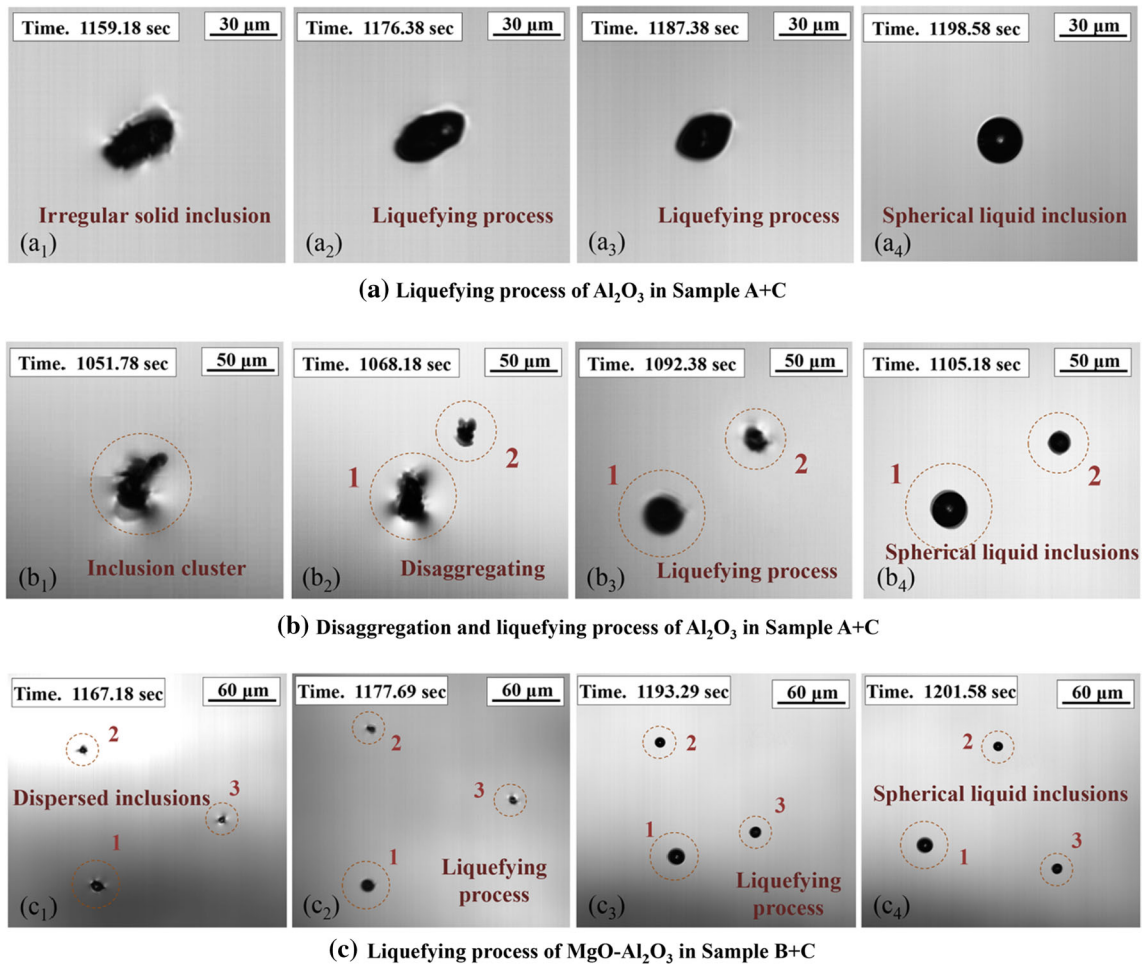 Time. 1159.18 sec
30 μm
Irregular solid inclusion
(a₁)
Time. 1176.38 sec
30 μm
Liquefying process
(a₂)
Time. 1187.38 sec
30 μm
Liquefying process
(a₃)
Time. 1198.58 sec
30 μm
Spherical liquid inclusion
(a₄)
(a) Liquefying process of Al₂O₃ in Sample A+C
Time. 1051.78 sec
50 μm
Inclusion cluster
(b₁)
Time. 1068.18 sec
50 μm
2
1
Disaggregating
(b₂)
Time. 1092.38 sec
50 μm
2
1
Liquefying process
(b₃)
Time. 1105.18 sec
50 μm
2
1
Spherical liquid inclusions
(b₄)
(b) Disaggregation and liquefying process of Al₂O₃ in Sample A+C
Time. 1167.18 sec
60 μm
2
Dispersed inclusions
3
1
(c₁)
Time. 1177.69 sec
60 μm
2
3
1
Liquefying
process
(c₂)
Time. 1193.29 sec
60 μm
2
3
1
Liquefying
process
(c₃)
Time. 1201.58 sec
60 μm
2
Spherical liquid inclusions
1
3
(c₄)
(c) Liquefying process of MgO-Al₂O₃ in Sample B+C